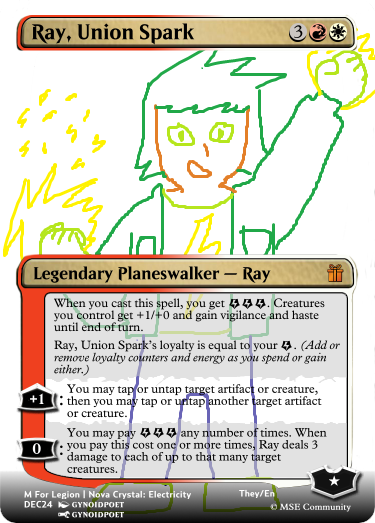 Ray, Union Spark 3
Legendary Planeswalker — Ray
When you cast this spell, you get . Creatures
you control get +1/+0 and gain vigilance and haste
until end of turn.
Ray, Union Spark's loyalty is equal to your . (Add or
remove loyalty counters and energy as you spend or gain
either.)
+1 : You may tap or untap target artifact or creature,
then you may tap or untap another target artifact
or creature.
0 : You may pay any number of times. When
you pay this cost one or more times, Ray deals 3
damage to each of up to that many target
creatures.
M For Legion | Nova Crystal: Electricity They/En
DEC24 GYNOIDPOET © MSE Community
GYNOIDPOET